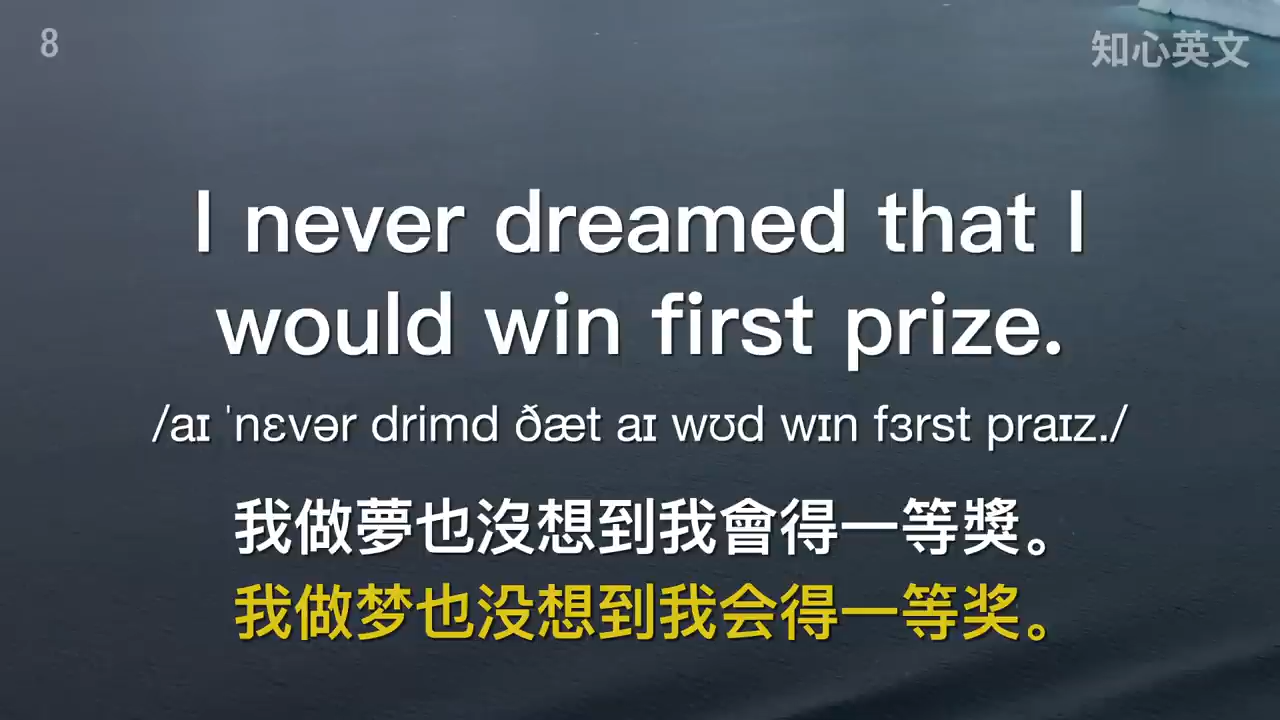 8
知心英文
I never dreamed that I
would win first prize.
/aɪ ˈnɛvər drimd ðæt aɪ wʊd wɪn fɜrst praɪz./
我做夢也沒想到我會得一等獎。
我做梦也没想到我会得一等奖。